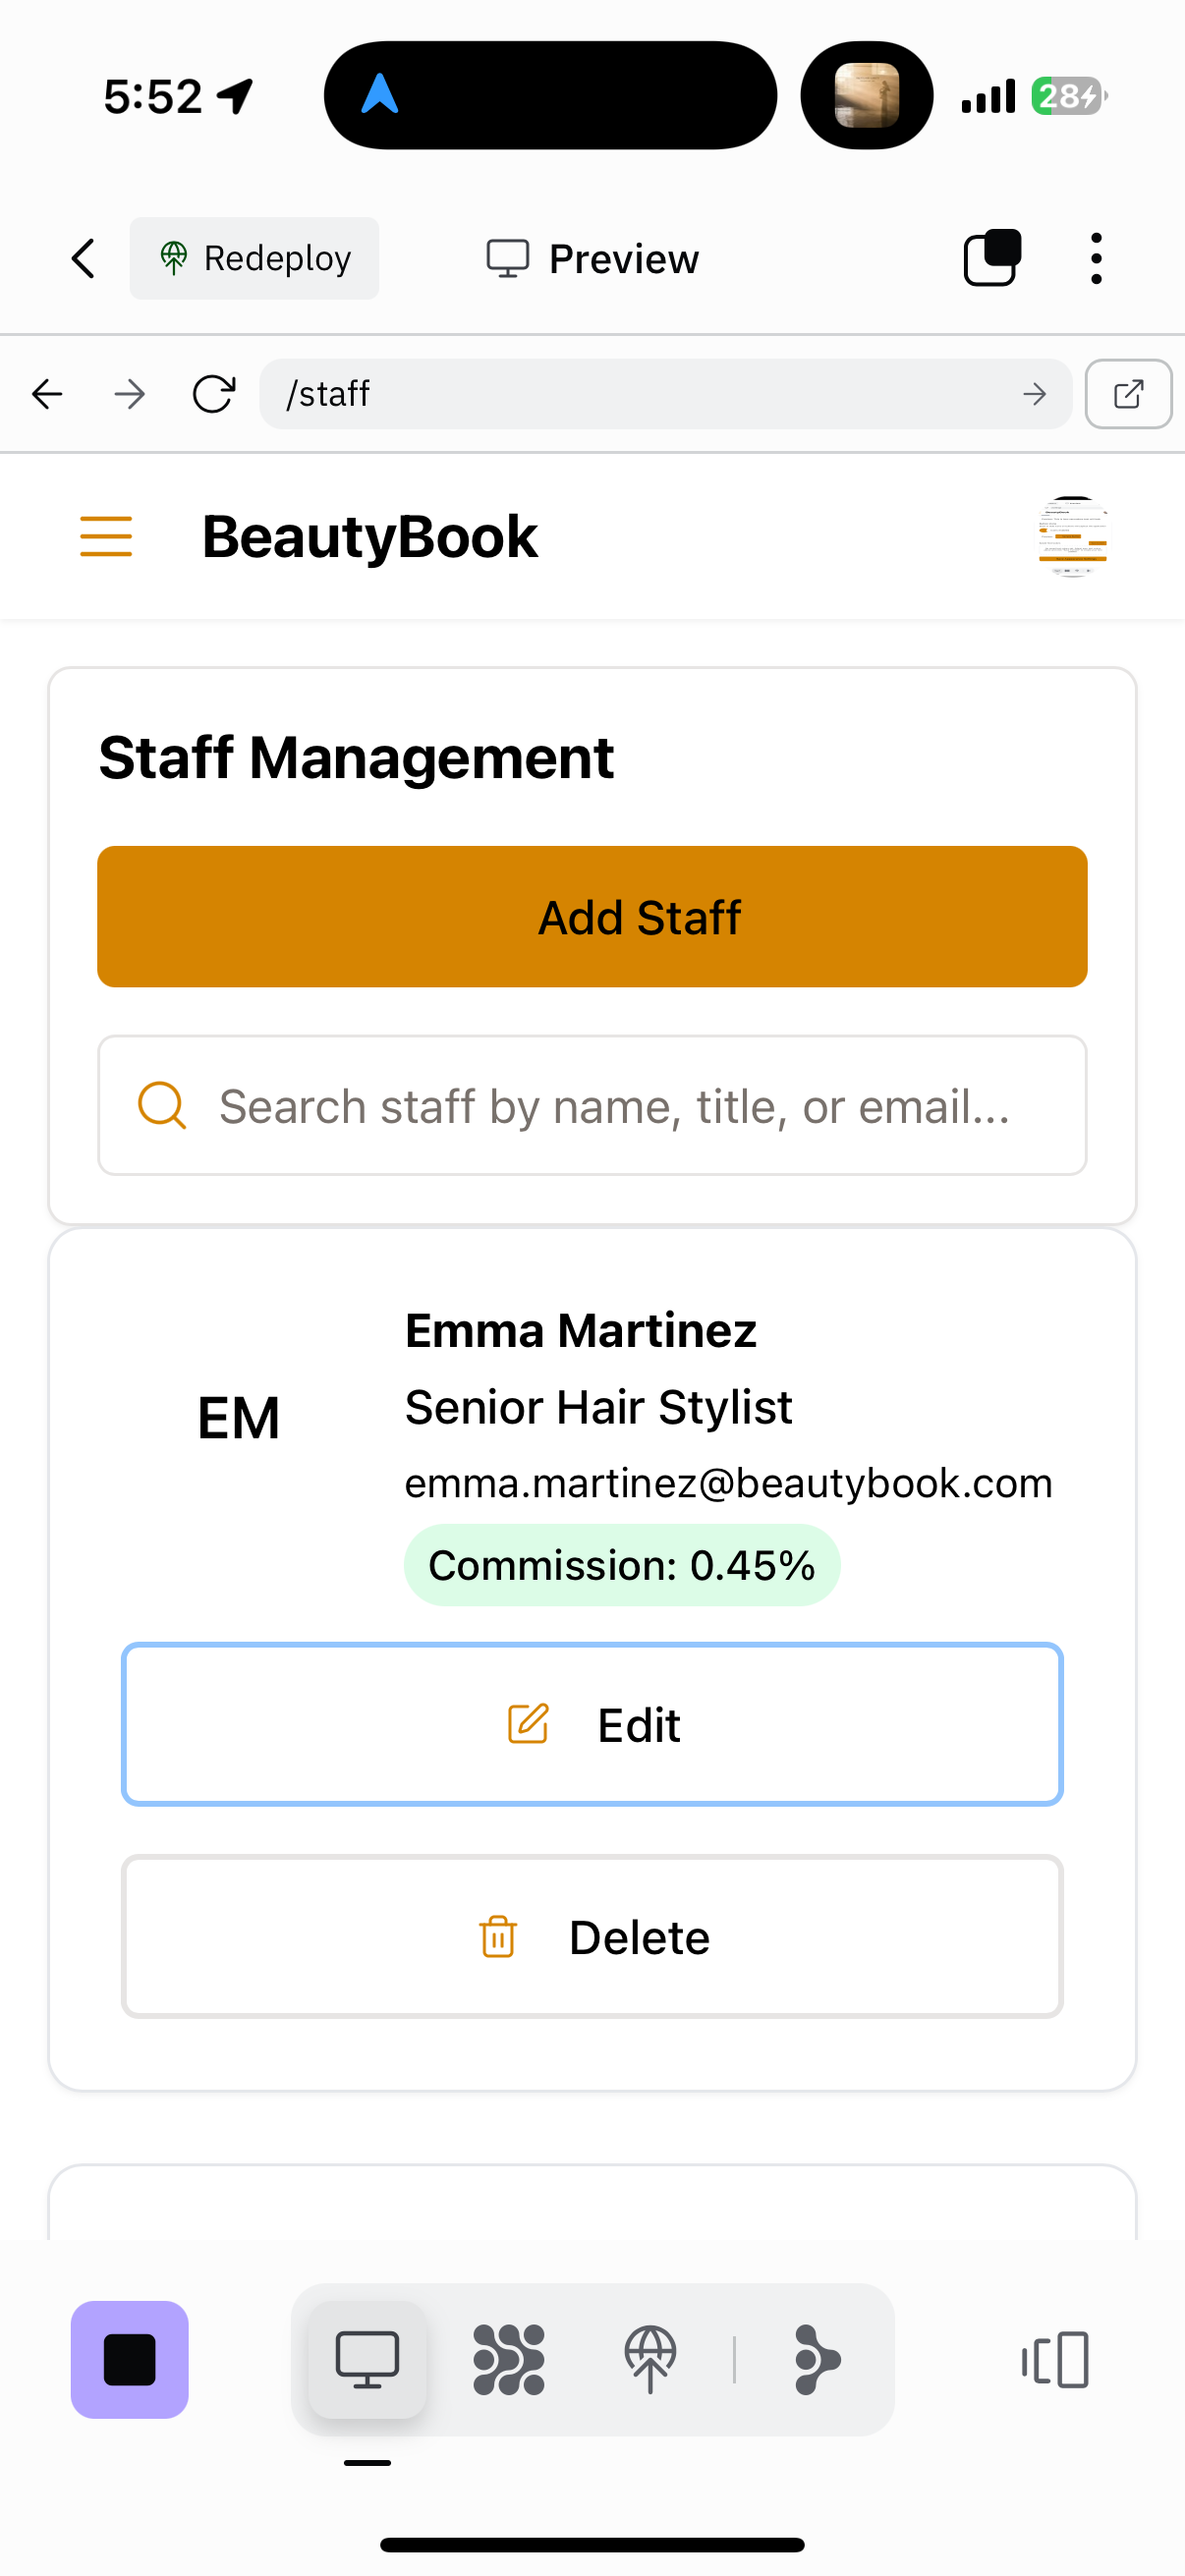 5:52
28
Redeploy
Preview
/staff
BeautyBook
Staff Management
Add Staff
Search staff by name, title, or email...
Emma Martinez
EM
Senior Hair Stylist
emma.martinez@beautybook.com
Commission: 0.45%
Edit
Delete